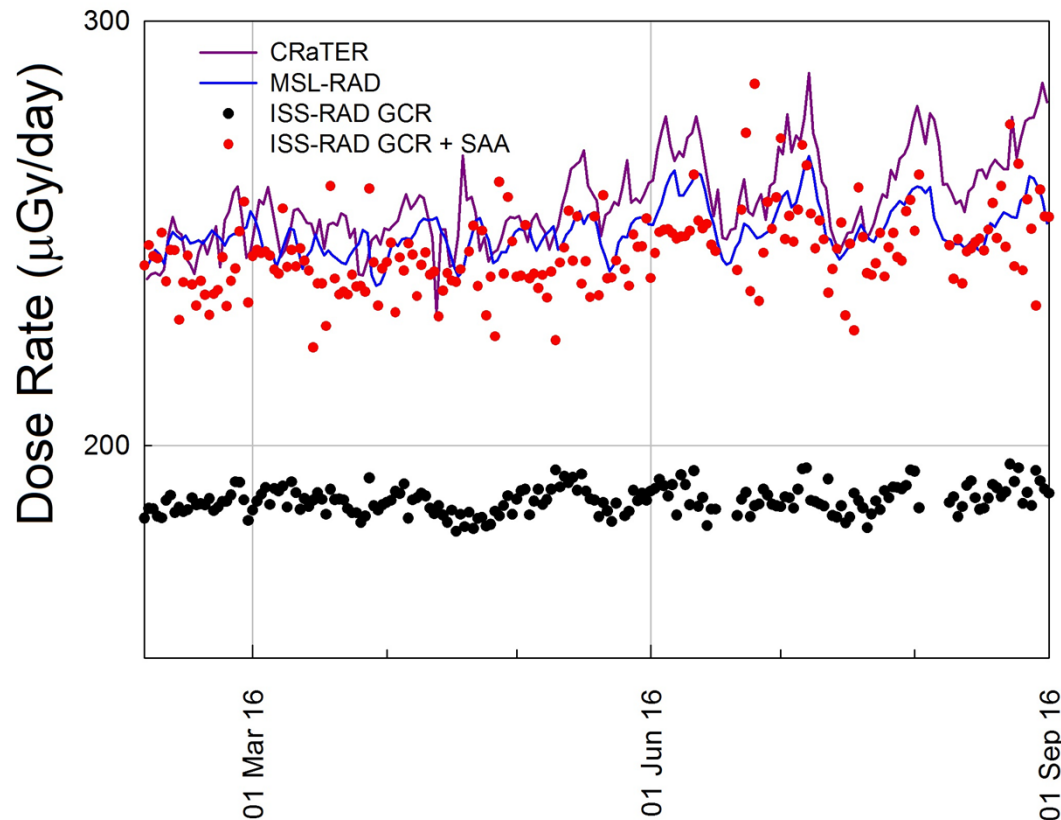 300
CRaTER
MSL-RAD
ISS-RAD GCR
ISS-RAD GCR + SAA
Dose Rate (μGy/day)
200
01 Mar 16
01 Jun 16
01 Sep 16